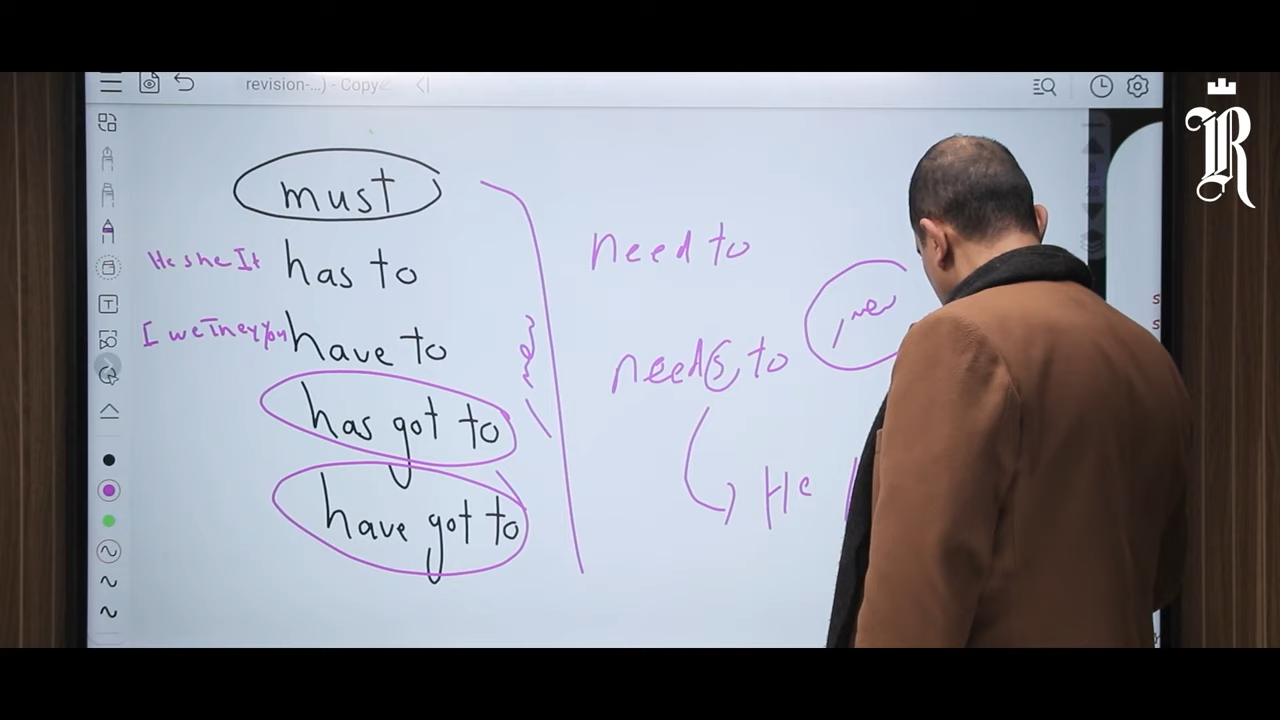 revision-...) - Copy
must
He she It has to
I we They You have to
has got to
have got to
need to
needs to
He
R